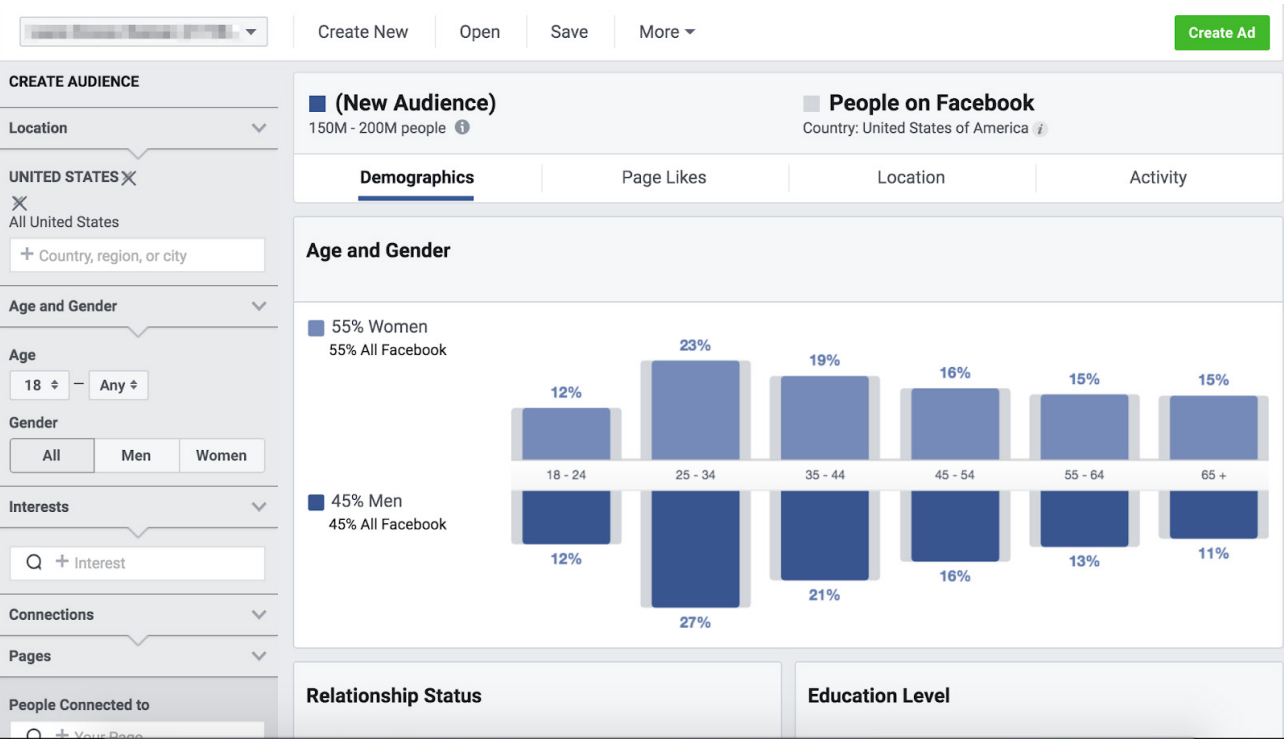 Create New Open Save More Create Ad
CREATE AUDIENCE
Location
UNITED STATES
All United States
+ Country, region, or city
Age and Gender
Age
18 – Any
Gender
All Men Women
Interests
+ Interest
Connections
Pages
People Connected to
+ Your Page
(New Audience)
150M - 200M people i
People on Facebook
Country: United States of America i
Demographics Page Likes Location Activity
Age and Gender
55% Women
55% All Facebook
12% 23% 19% 16% 15% 15%
18 - 24 25 - 34 35 - 44 45 - 54 55 - 64 65 +
45% Men
45% All Facebook
12% 27% 21% 16% 13% 11%
Relationship Status
Education Level